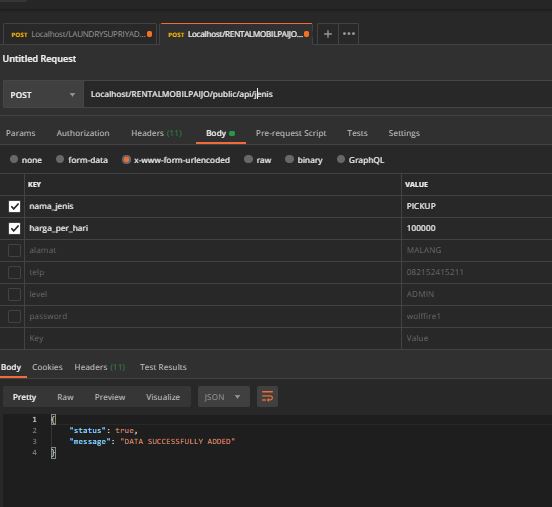 POST Localhost/LAUNDRYSUPRIYAD... POST Localhost/RENTALMOBILPAIJO...
Untitled Request
POST Localhost/RENTALMOBILPAIJO/public/api/jenis
Params Authorization Headers (11) Body Pre-request Script Tests Settings
none form-data x-www-form-urlencoded raw binary GraphQL
KEY VALUE
nama_jenis PICKUP
harga_per_hari 100000
alamat MALANG
telp 082152415211
level ADMIN
password wolffire1
Key Value
Body Cookies Headers (11) Test Results
Pretty Raw Preview Visualize JSON
1 {
2 "status": true,
3 "message": "DATA SUCCESSFULLY ADDED"
4 }